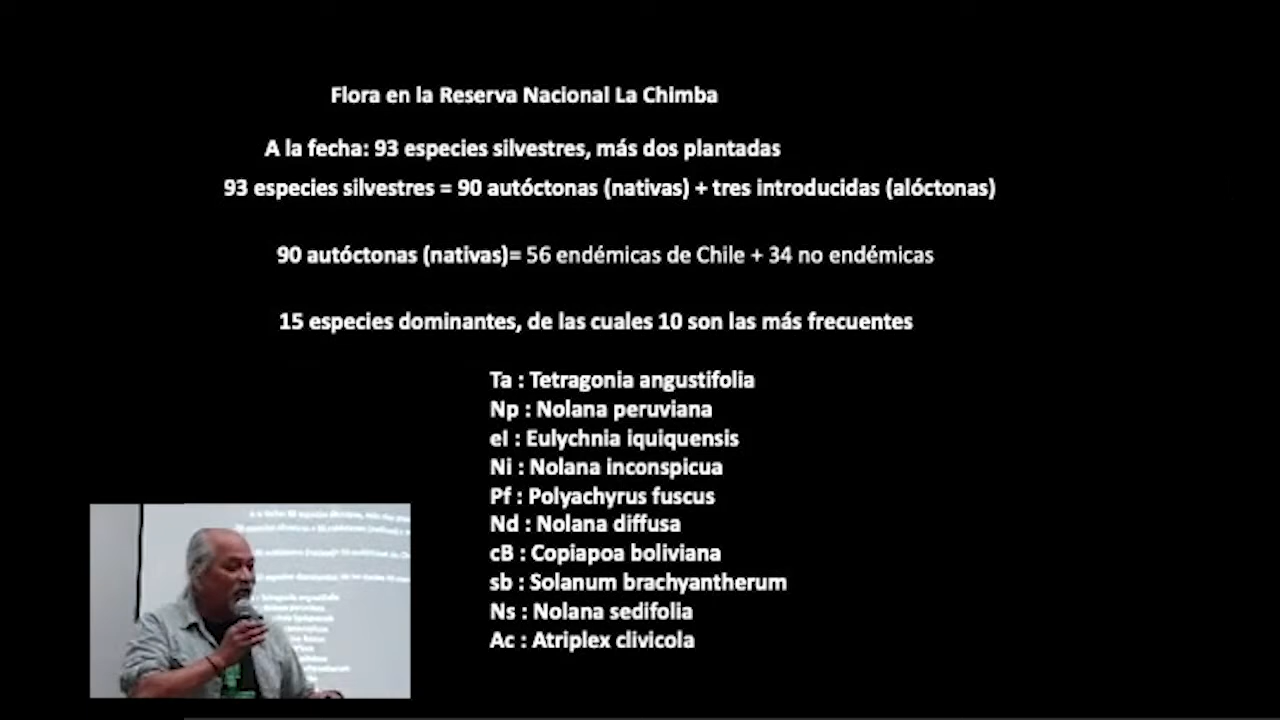 Flora en la Reserva Nacional La Chimba
A la fecha: 93 especies silvestres, más dos plantadas
93 especies silvestres = 90 autóctonas (nativas) + tres introducidas (alóctonas)
90 autóctonas (nativas)= 56 endémicas de Chile + 34 no endémicas
15 especies dominantes, de las cuales 10 son las más frecuentes
Ta : Tetragonia angustifolia
Np : Nolana peruviana
eI : Eulychnia iquiquensis
Ni : Nolana inconspicua
Pf : Polyachyrus fuscus
Nd : Nolana diffusa
cB : Copiapoa boliviana
sb : Solanum brachyantherum
Ns : Nolana sedifolia
Ac : Atriplex clivicola